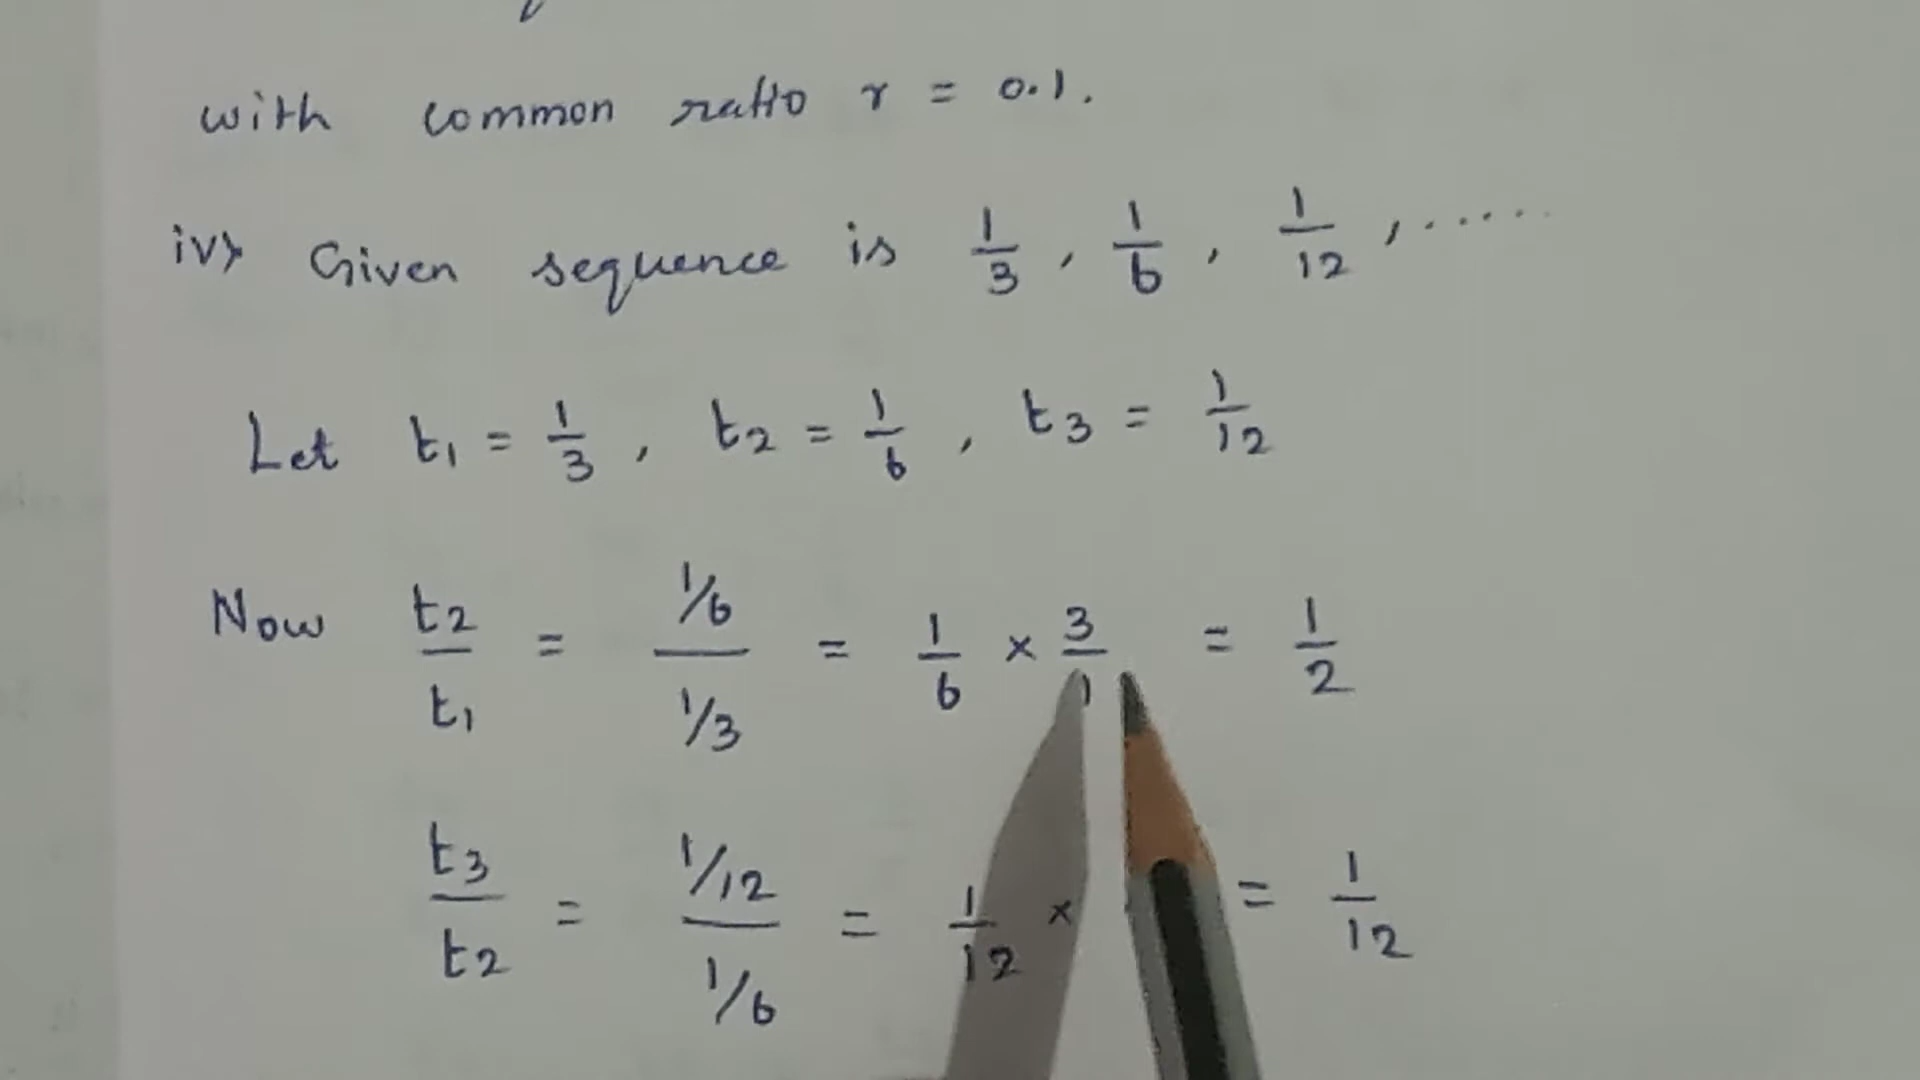 with common ratio r = 0.1.
iv) Given sequence is 1/3, 1/6, 1/12, ......
Let t1 = 1/3, t2 = 1/6, t3 = 1/12
Now t2/t1 = (1/6)/(1/3) = 1/6 × 3/1 = 1/2
t3/t2 = (1/12)/(1/6) = 1/12 × = 1/12